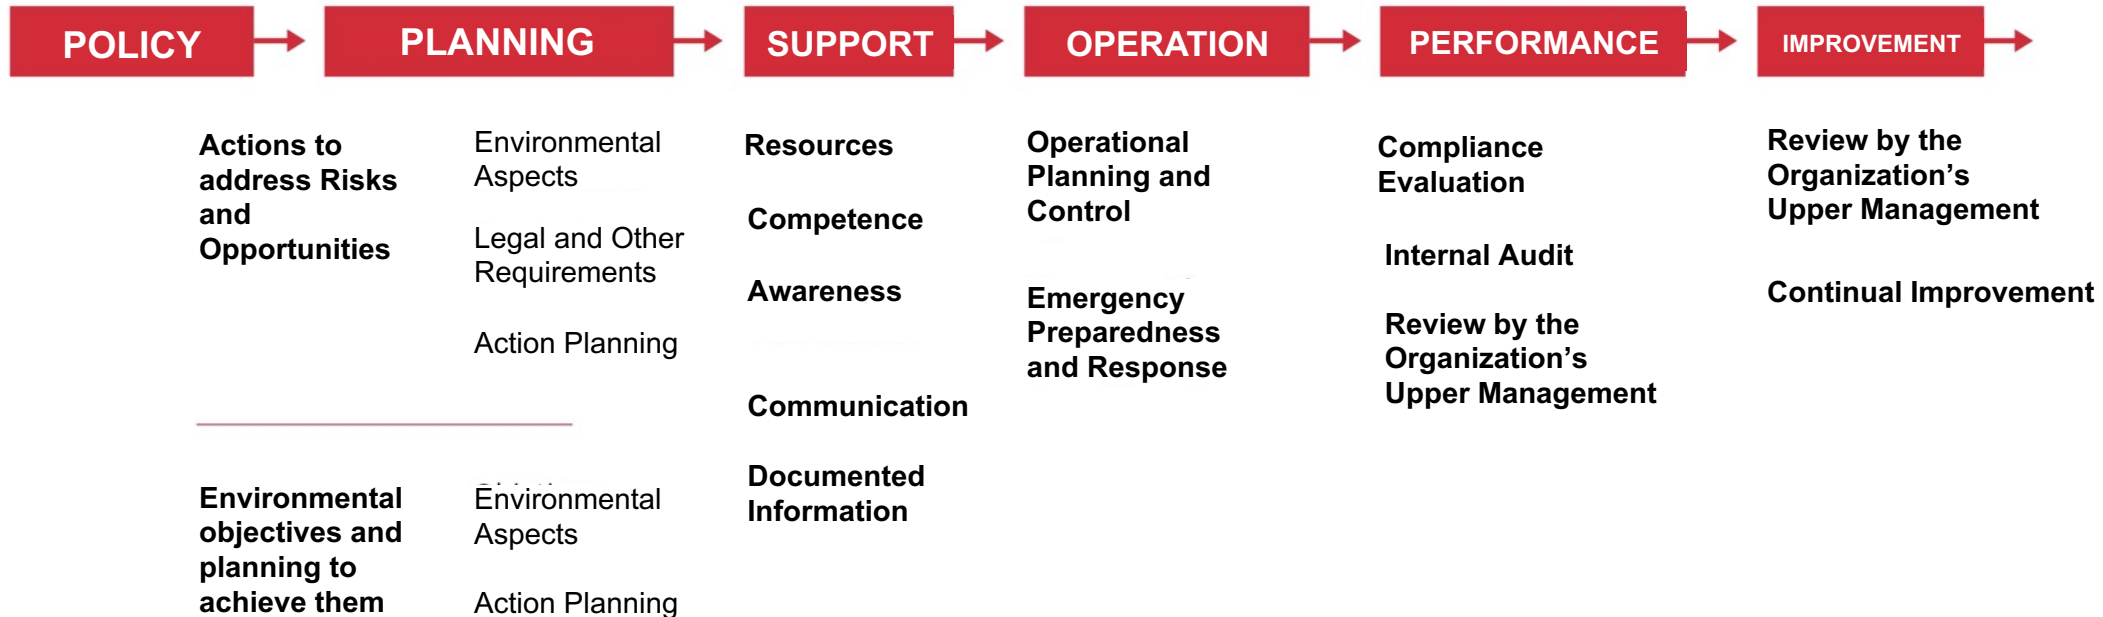 POLICY
PLANNING
SUPPORT
OPERATION
PERFORMANCE
IMPROVEMENT
Actions to
address Risks
and
Opportunities
Environmental
Aspects
Legal and Other
Requirements
Action Planning
Environmental
objectives and
planning to
achieve them
Environmental
Aspects
Action Planning
Resources
Competence
Awareness
Communication
Documented
Information
Operational
Planning and
Control
Emergency
Preparedness
and Response
Compliance
Evaluation
Internal Audit
Review by the
Organization’s
Upper Management
Review by the
Organization’s
Upper Management
Continual Improvement